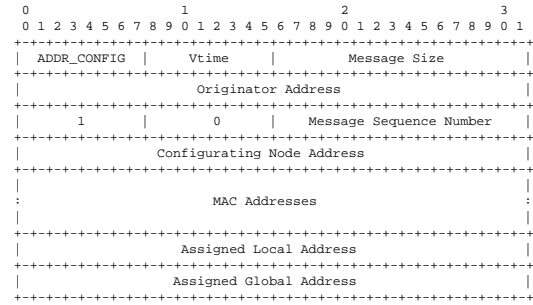 0                   1                   2                   3
0 1 2 3 4 5 6 7 8 9 0 1 2 3 4 5 6 7 8 9 0 1 2 3 4 5 6 7 8 9 0 1
+-+-+-+-+-+-+-+-+-+-+-+-+-+-+-+-+-+-+-+-+-+-+-+-+-+-+-+-+-+-+-+-+
| ADDR_CONFIG | Vtime | Message Size |
+-+-+-+-+-+-+-+-+-+-+-+-+-+-+-+-+-+-+-+-+-+-+-+-+-+-+-+-+-+-+-+-+
| Originator Address |
+-+-+-+-+-+-+-+-+-+-+-+-+-+-+-+-+-+-+-+-+-+-+-+-+-+-+-+-+-+-+-+-+
| 1 | 0 | Message Sequence Number |
+-+-+-+-+-+-+-+-+-+-+-+-+-+-+-+-+-+-+-+-+-+-+-+-+-+-+-+-+-+-+-+-+
| Configurating Node Address |
+-+-+-+-+-+-+-+-+-+-+-+-+-+-+-+-+-+-+-+-+-+-+-+-+-+-+-+-+-+-+-+-+
| |
: MAC Addresses :
| |
+-+-+-+-+-+-+-+-+-+-+-+-+-+-+-+-+-+-+-+-+-+-+-+-+-+-+-+-+-+-+-+-+
| Assigned Local Address |
+-+-+-+-+-+-+-+-+-+-+-+-+-+-+-+-+-+-+-+-+-+-+-+-+-+-+-+-+-+-+-+-+
| Assigned Global Address |
+-+-+-+-+-+-+-+-+-+-+-+-+-+-+-+-+-+-+-+-+-+-+-+-+-+-+-+-+-+-+-+-+